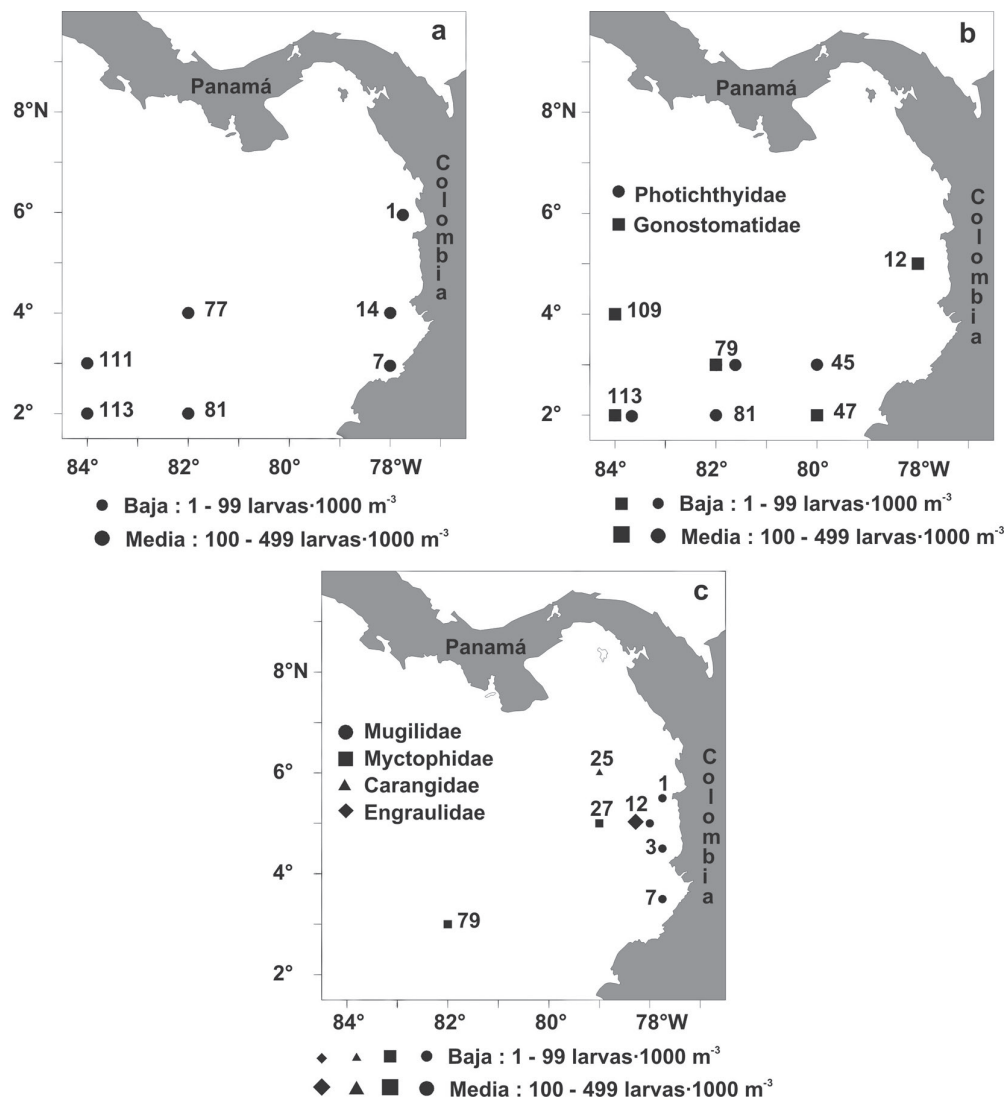 a
Panamá
8°N
Colombia
6°
1
4°
77
14
111
7
2°
113
81
84°
82°
80°
78°W
Baja : 1 - 99 larvas·1000 m-3
Media : 100 - 499 larvas·1000 m-3
b
Panamá
8°N
Photichthyidae
Gonostomatidae
Colombia
6°
12
4°
109
79
45
113
2°
81
47
84°
82°
80°
78°W
Baja : 1 - 99 larvas·1000 m-3
Media : 100 - 499 larvas·1000 m-3
c
Panamá
8°N
Mugilidae
Myctophidae
Carangidae
Engraulidae
Colombia
6°
25
1
27
12
4°
3
7
79
2°
84°
82°
80°
78°W
Baja : 1 - 99 larvas·1000 m-3
Media : 100 - 499 larvas·1000 m-3